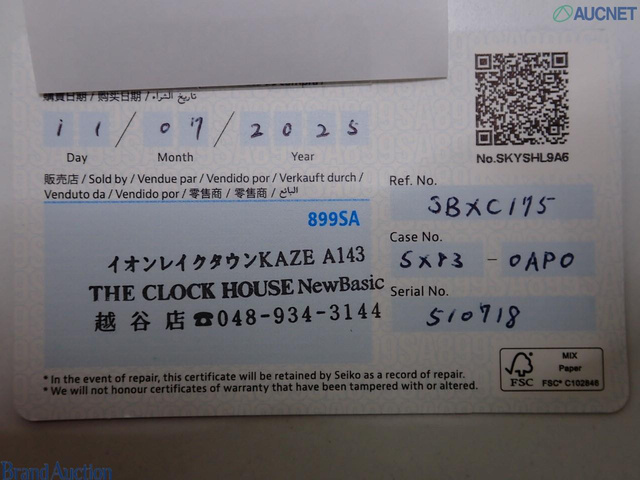 AUCNET
購買日期 / 购买日期 / تاريخ الشراء
11 / 07 / 2025
Day Month Year
No.SKYSHL9A6
販売店 / Sold by / Vendue par / Vendido por / Verkauft durch /
Venduto da / Vendido por / 零售商 / 零售商 / البائع
899SA
イオンレイクタウンKAZE A143
THE CLOCK HOUSE NewBasic
越谷店☎048-934-3144
Ref. No.
SBXC175
Case No.
5X83 - 0AP0
Serial No.
510718
* In the event of repair, this certificate will be retained by Seiko as a record of repair.
* We will not honour certificates of warranty that have been tampered with or altered.
FSC
MIX
Paper
FSC® C102848
Brand Auction